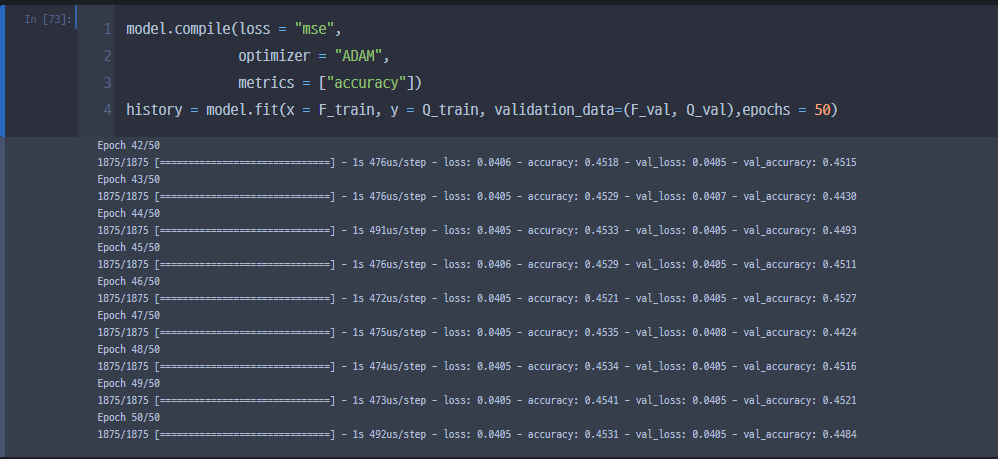 In [73]:
1 model.compile(loss = "mse",
2 optimizer = "ADAM",
3 metrics = ["accuracy"])
4 history = model.fit(x = F_train, y = Q_train, validation_data=(F_val, Q_val),epochs = 50)
Epoch 42/50
1875/1875 [==============================] - 1s 476us/step - loss: 0.0406 - accuracy: 0.4518 - val_loss: 0.0405 - val_accuracy: 0.4515
Epoch 43/50
1875/1875 [==============================] - 1s 476us/step - loss: 0.0405 - accuracy: 0.4529 - val_loss: 0.0407 - val_accuracy: 0.4430
Epoch 44/50
1875/1875 [==============================] - 1s 491us/step - loss: 0.0405 - accuracy: 0.4533 - val_loss: 0.0405 - val_accuracy: 0.4493
Epoch 45/50
1875/1875 [==============================] - 1s 476us/step - loss: 0.0406 - accuracy: 0.4529 - val_loss: 0.0405 - val_accuracy: 0.4511
Epoch 46/50
1875/1875 [==============================] - 1s 472us/step - loss: 0.0405 - accuracy: 0.4521 - val_loss: 0.0405 - val_accuracy: 0.4527
Epoch 47/50
1875/1875 [==============================] - 1s 475us/step - loss: 0.0405 - accuracy: 0.4535 - val_loss: 0.0408 - val_accuracy: 0.4424
Epoch 48/50
1875/1875 [==============================] - 1s 474us/step - loss: 0.0405 - accuracy: 0.4534 - val_loss: 0.0405 - val_accuracy: 0.4516
Epoch 49/50
1875/1875 [==============================] - 1s 473us/step - loss: 0.0405 - accuracy: 0.4541 - val_loss: 0.0405 - val_accuracy: 0.4521
Epoch 50/50
1875/1875 [==============================] - 1s 492us/step - loss: 0.0405 - accuracy: 0.4531 - val_loss: 0.0405 - val_accuracy: 0.4484